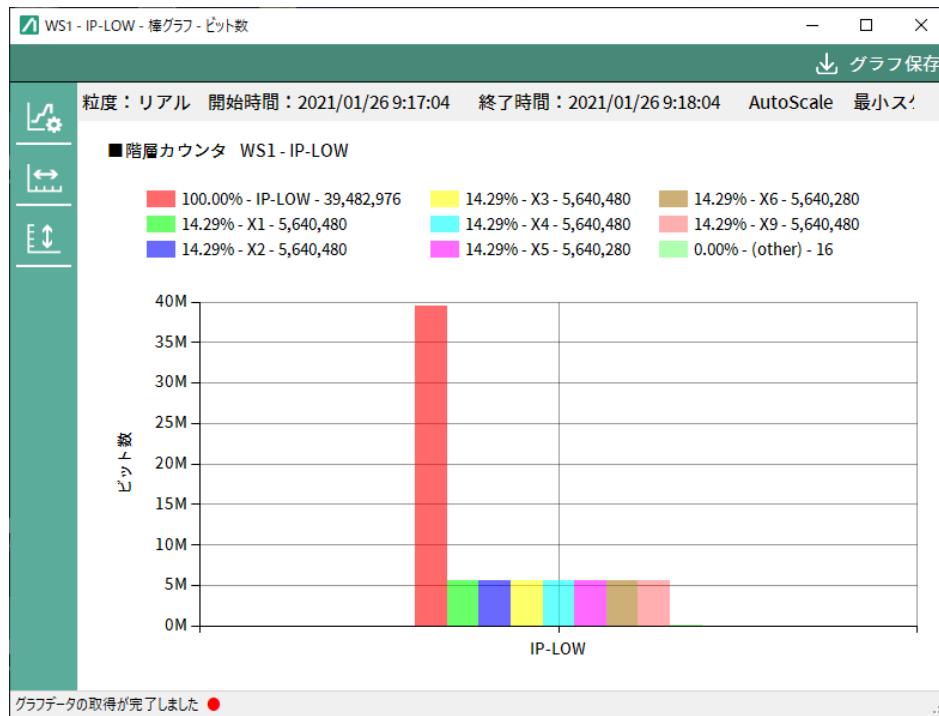 WS1 - IP-LOW - 棒グラフ - ビット数
グラフ保存
粒度：リアル 開始時間：2021/01/26 9:17:04 終了時間：2021/01/26 9:18:04 AutoScale 最小スケ
■階層カウンタ WS1 - IP-LOW
100.00% - IP-LOW - 39,482,976 14.29% - X3 - 5,640,480 14.29% - X6 - 5,640,280
14.29% - X1 - 5,640,480 14.29% - X4 - 5,640,480 14.29% - X9 - 5,640,480
14.29% - X2 - 5,640,480 14.29% - X5 - 5,640,280 0.00% - (other) - 16
40M
35M
30M
25M
20M
15M
10M
5M
0M
ビット数
IP-LOW
グラフデータの取得が完了しました